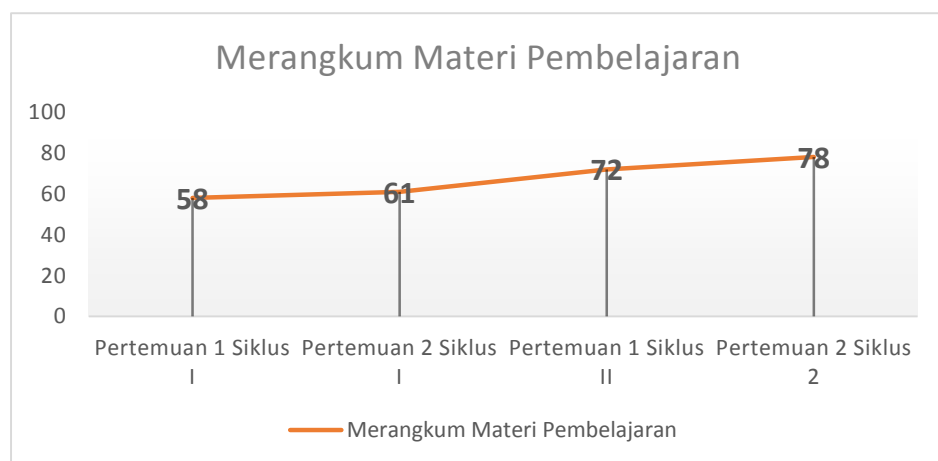 Merangkum Materi Pembelajaran
100
80
60
40
20
0
58
61
72
78
Pertemuan 1 Siklus
I
Pertemuan 2 Siklus
I
Pertemuan 1 Siklus
II
Pertemuan 2 Siklus
2
Merangkum Materi Pembelajaran